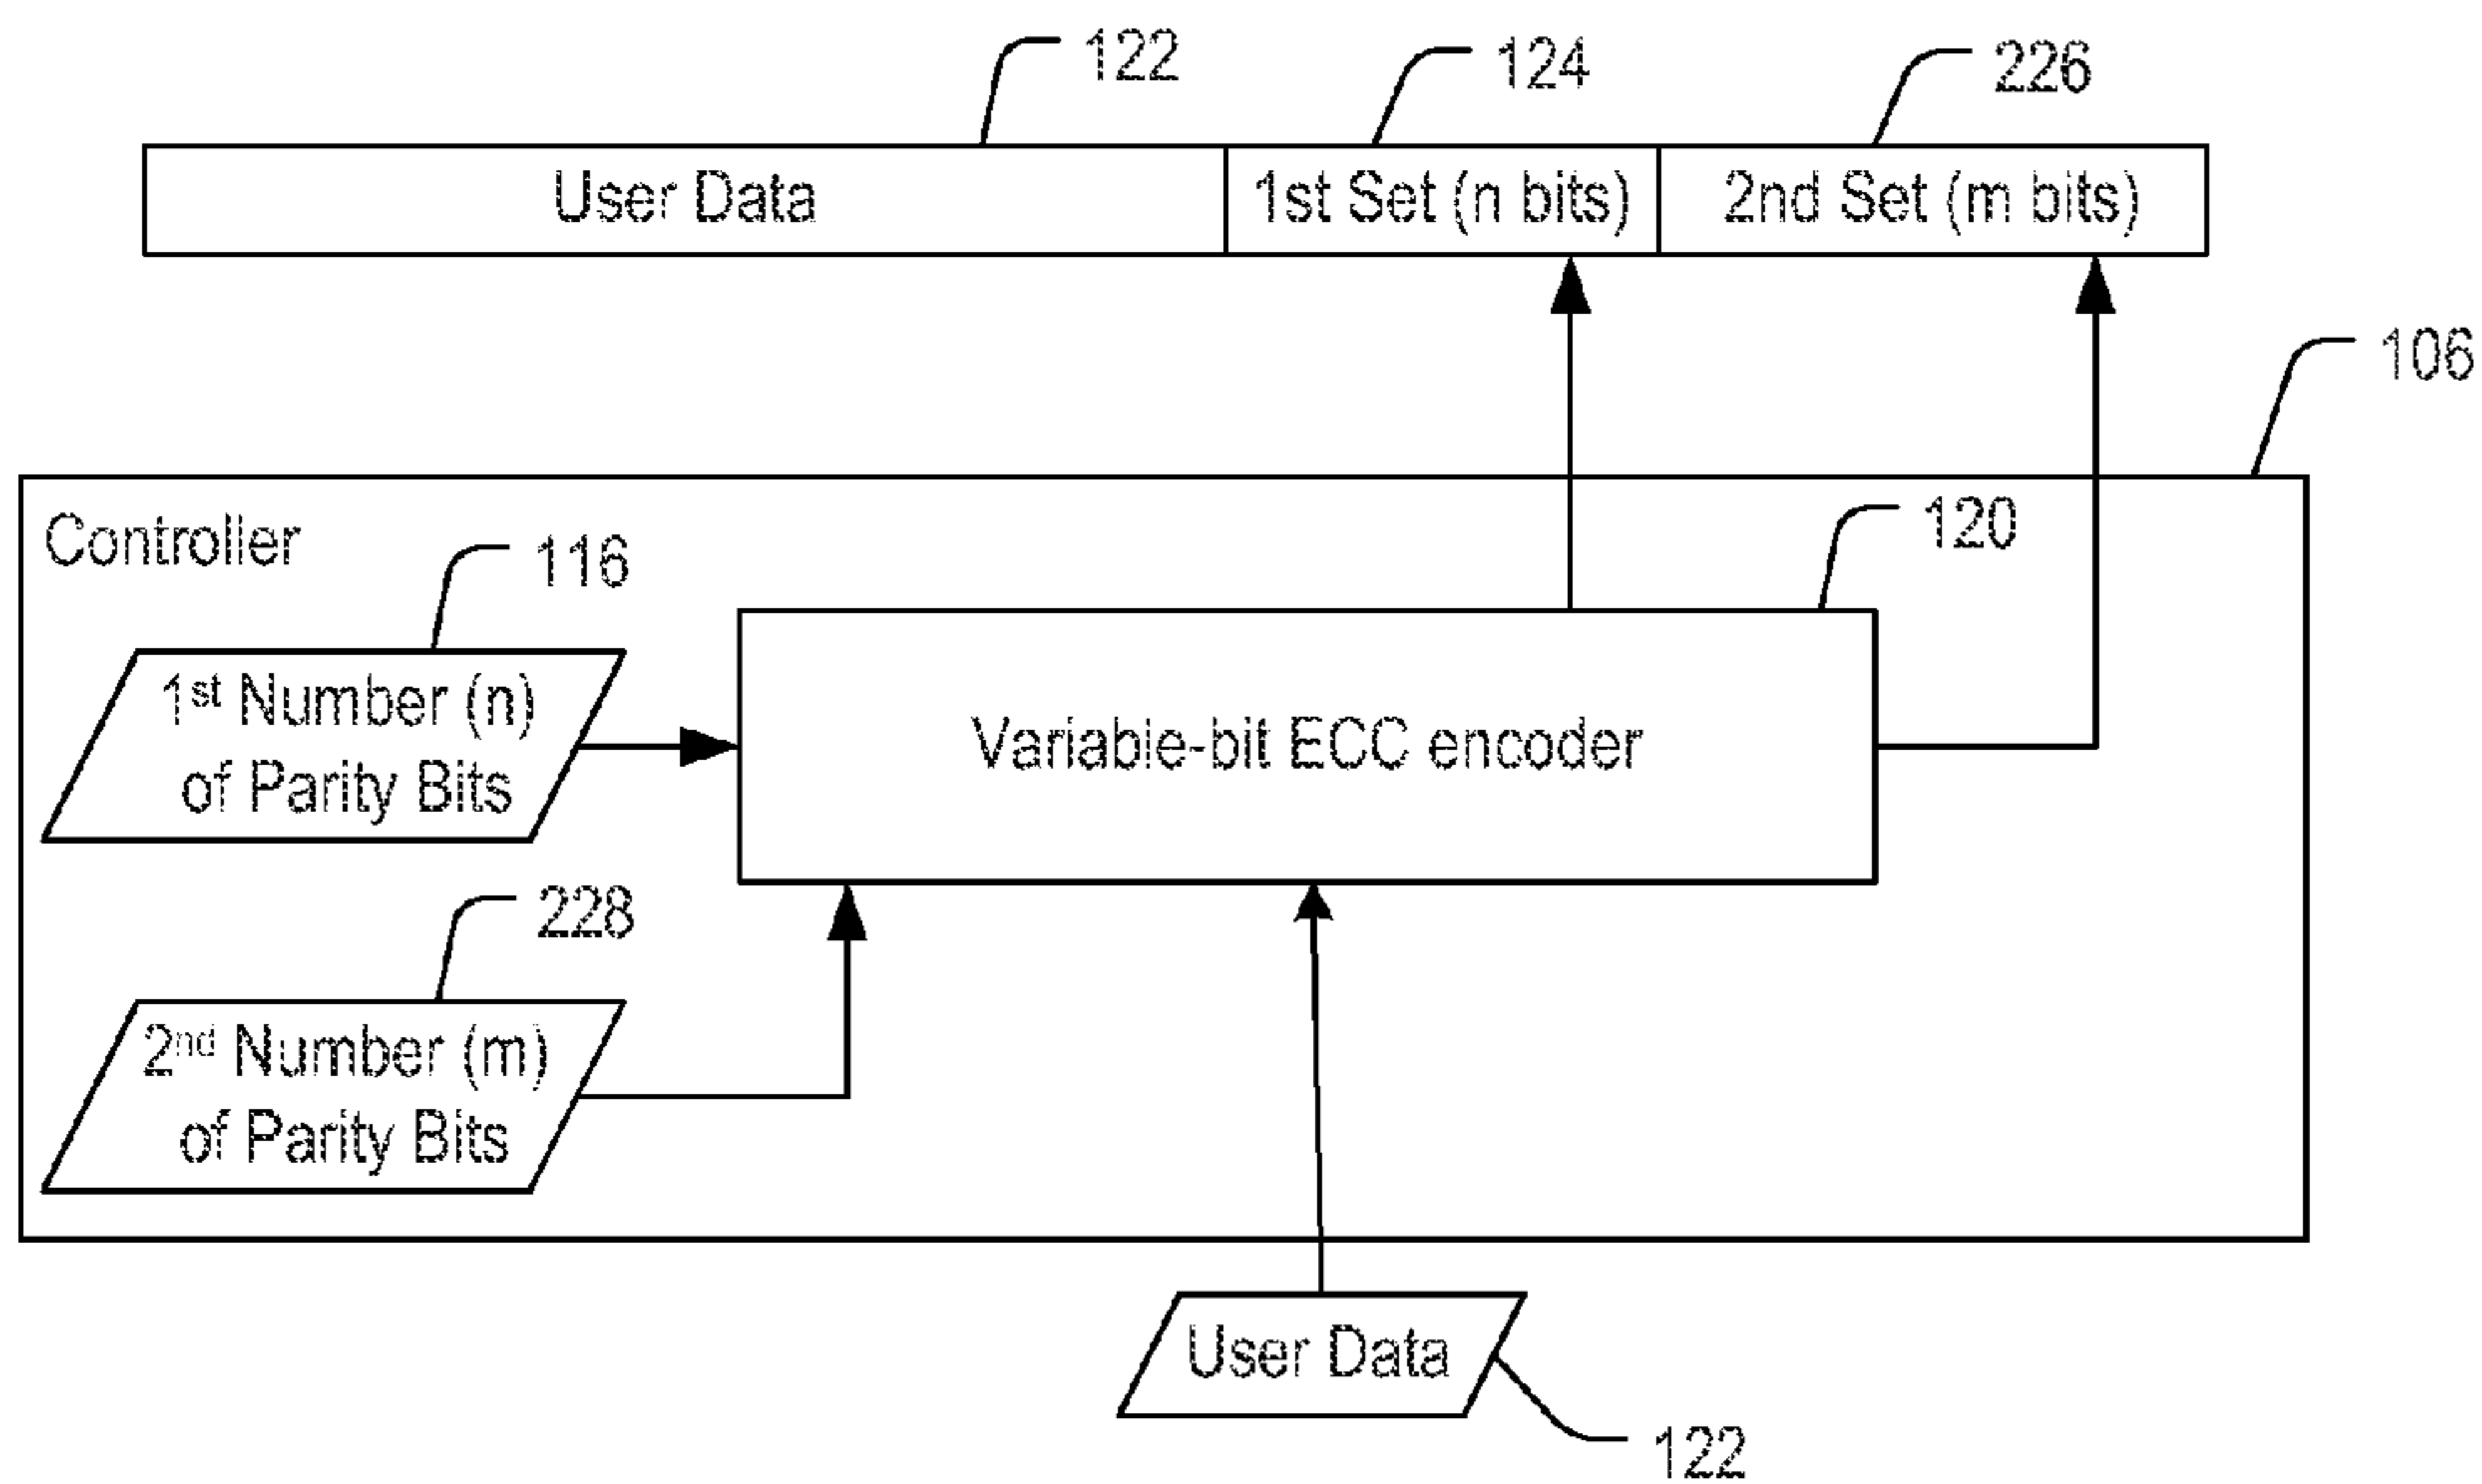 122
124
226
User Data
1st Set (n bits)
2nd Set (m bits)
106
Controller
116
120
1st Number (n)
of Parity Bits
Variable-bit ECC encoder
228
2nd Number (m)
of Parity Bits
User Data
122